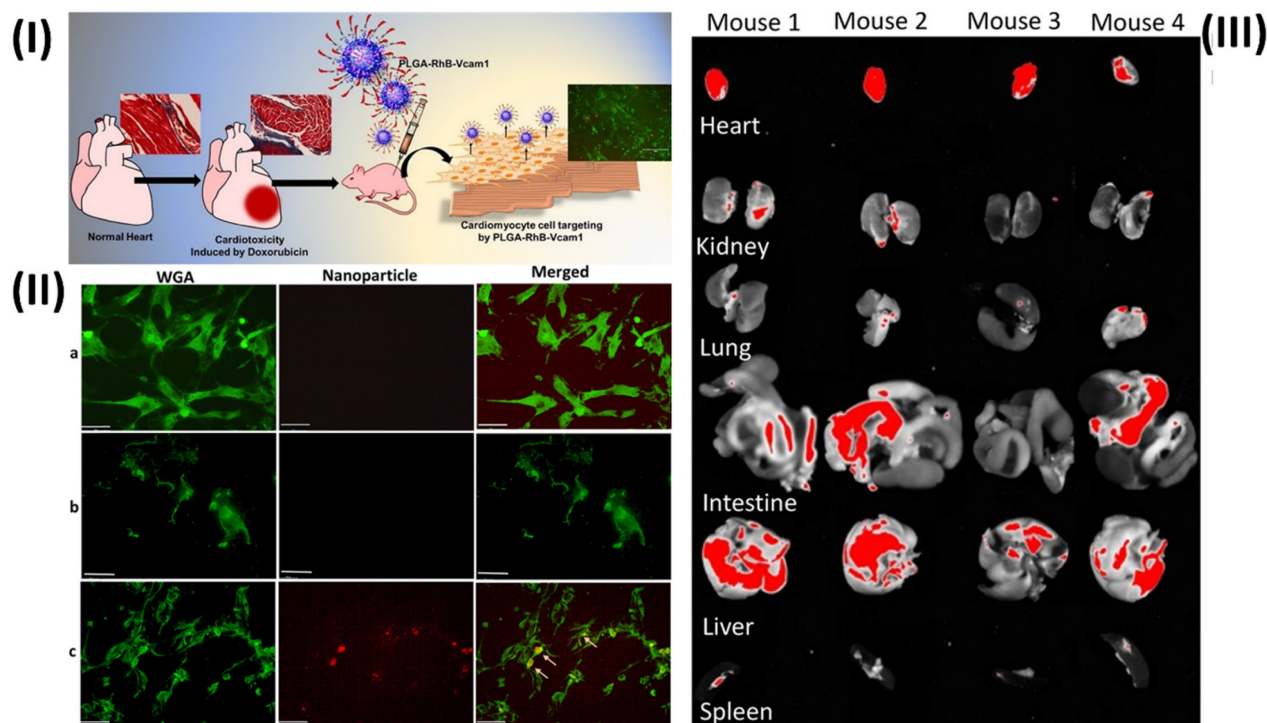 (I)
PLGA-RhB-Vcam1
Normal Heart
Cardiotoxicity
Induced by Doxorubicin
Cardiomyocyte cell targeting
by PLGA-RhB-Vcam1
(II)
WGA
Nanoparticle
Merged
a
b
c
(III)
Mouse 1
Mouse 2
Mouse 3
Mouse 4
Heart
Kidney
Lung
Intestine
Liver
Spleen